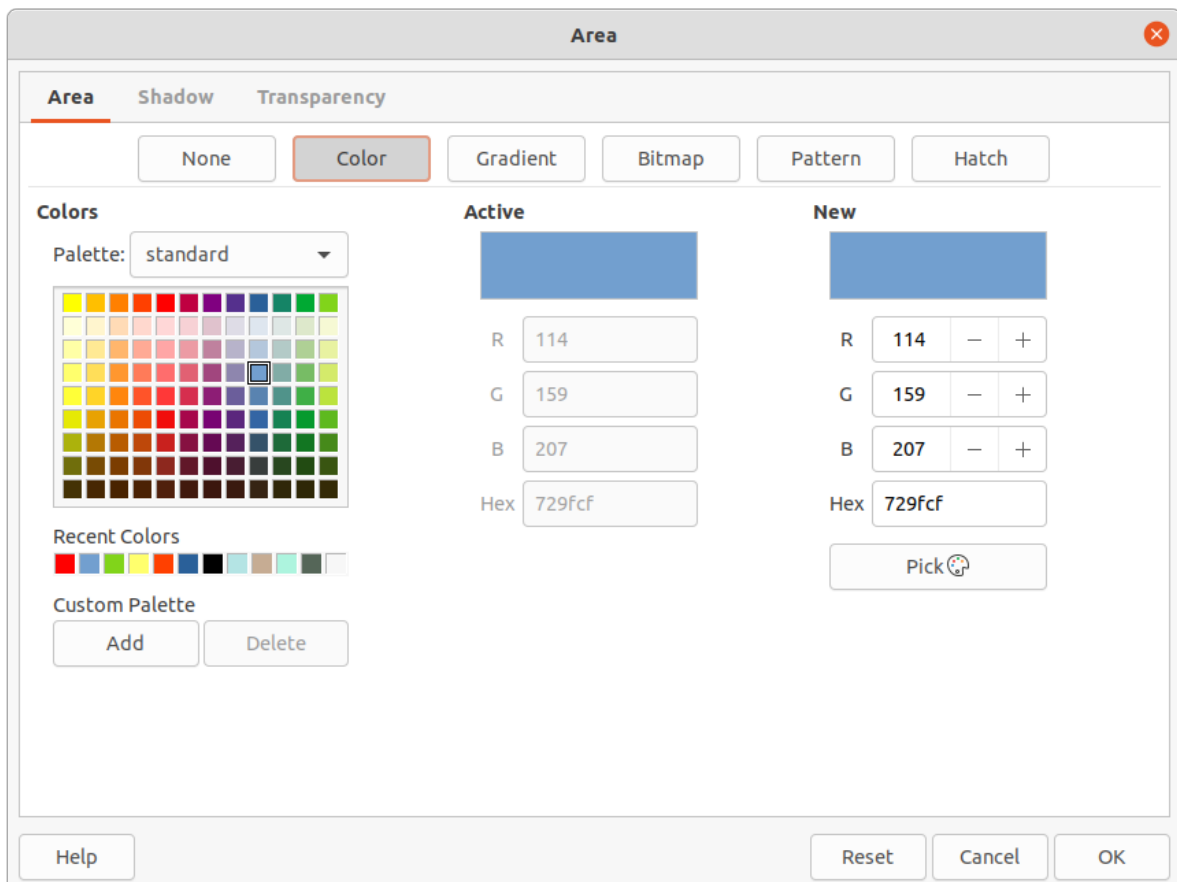 Area
Area Shadow Transparency
None Color Gradient Bitmap Pattern Hatch
Colors Active New
Palette: standard
R 114 R 114 − +
G 159 G 159 − +
B 207 B 207 − +
Hex 729fcf Hex 729fcf
Recent Colors
Pick
Custom Palette
Add Delete
Help Reset Cancel OK